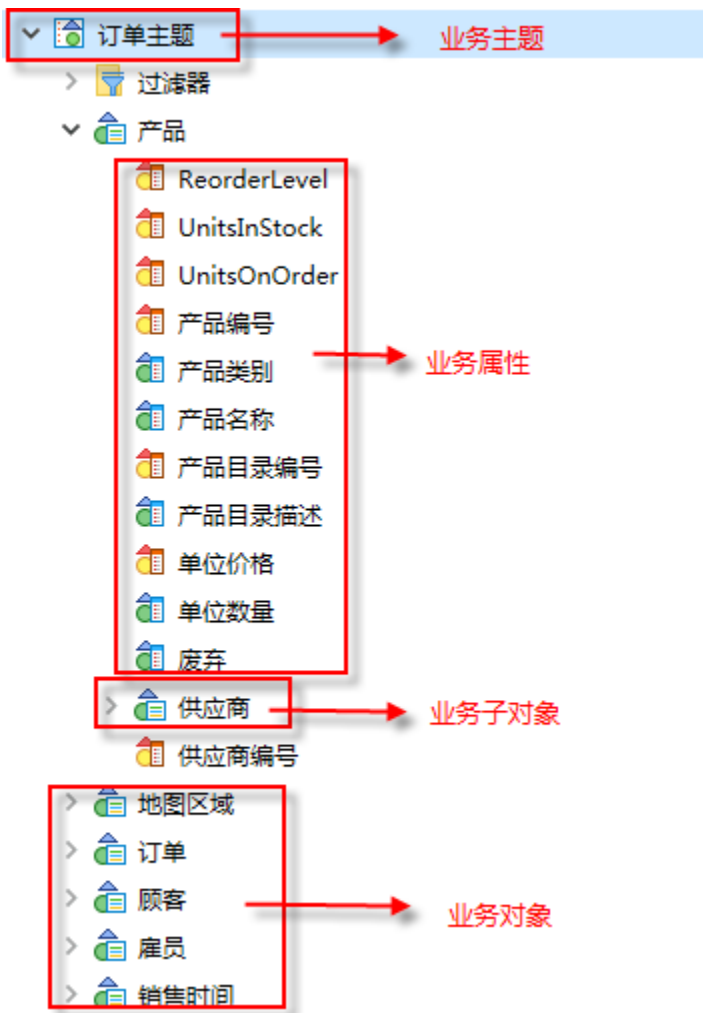 订单主题 业务主题
过滤器
产品
ReorderLevel
UnitsInStock
UnitsOnOrder
产品编号
产品类别 业务属性
产品名称
产品目录编号
产品目录描述
单位价格
单位数量
废弃
供应商 业务子对象
供应商编号
地图区域
订单
顾客 业务对象
雇员
销售时间